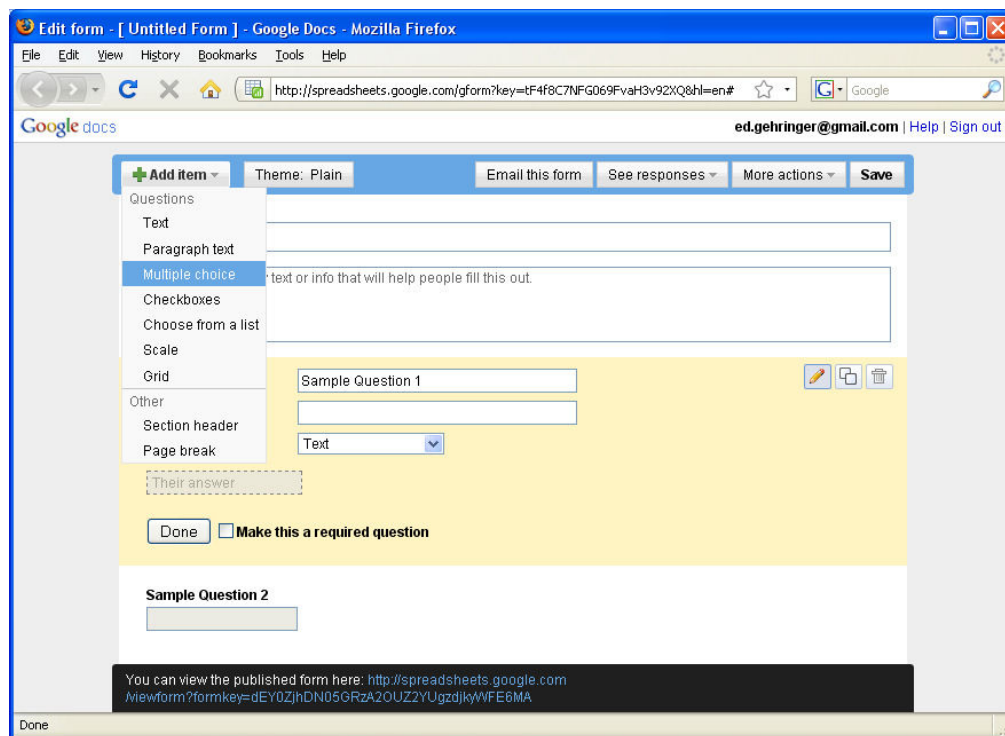 Edit form - [ Untitled Form ] - Google Docs - Mozilla Firefox
File Edit View History Bookmarks Tools Help
http://spreadsheets.google.com/gform?key=tF4f8C7NFG069FvaH3v92XQ&hl=en# G Google
Google docs ed.gehringer@gmail.com | Help | Sign out
Add item Theme: Plain Email this form See responses More actions Save
Questions
Text
Paragraph text
Multiple choice
text or info that will help people fill this out.
Checkboxes
Choose from a list
Scale
Grid
Sample Question 1
Other
Section header
Text
Page break
Their answer
Done Make this a required question
Sample Question 2
You can view the published form here: http://spreadsheets.google.com
/viewform?formkey=dEY0ZjhDN05GRzA2OUZ2YUgzdjkyWFE6MA
Done